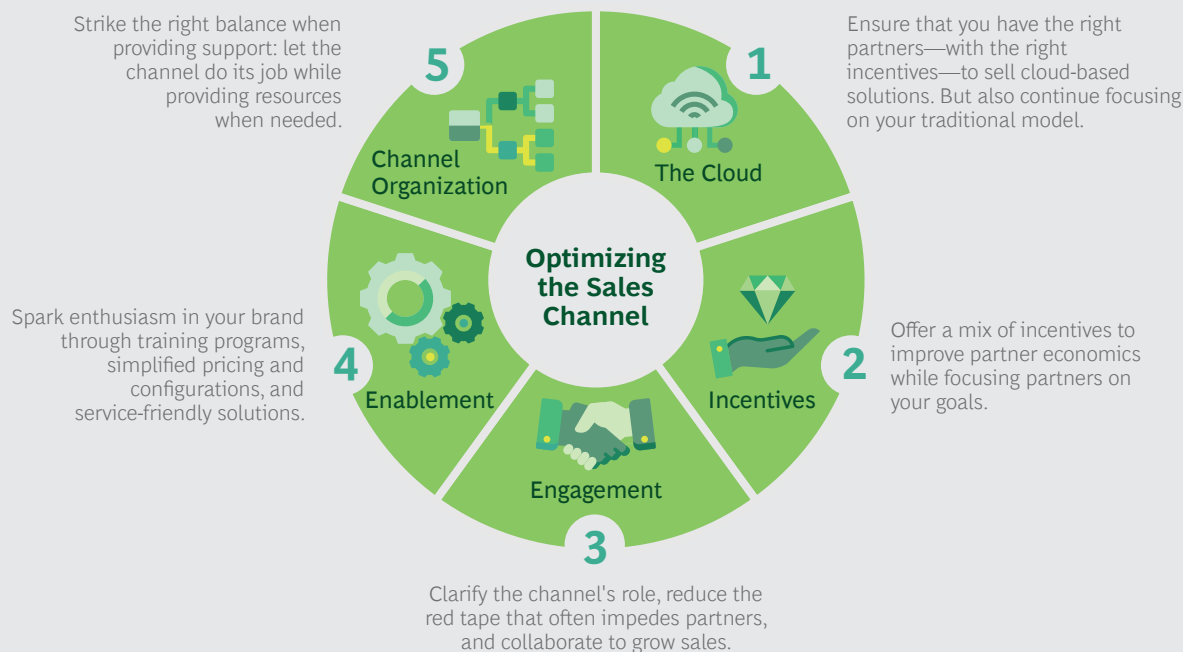 Optimizing
the Sales
Channel
1
The Cloud
Ensure that you have the right
partners—with the right
incentives—to sell cloud-based
solutions. But also continue focusing
on your traditional model.
2
Incentives
Offer a mix of incentives to
improve partner economics
while focusing partners on
your goals.
3
Engagement
Clarify the channel's role, reduce the
red tape that often impedes partners,
and collaborate to grow sales.
4
Enablement
Spark enthusiasm in your brand
through training programs,
simplified pricing and
configurations, and
service-friendly solutions.
5
Channel
Organization
Strike the right balance when
providing support: let the
channel do its job while
providing resources
when needed.